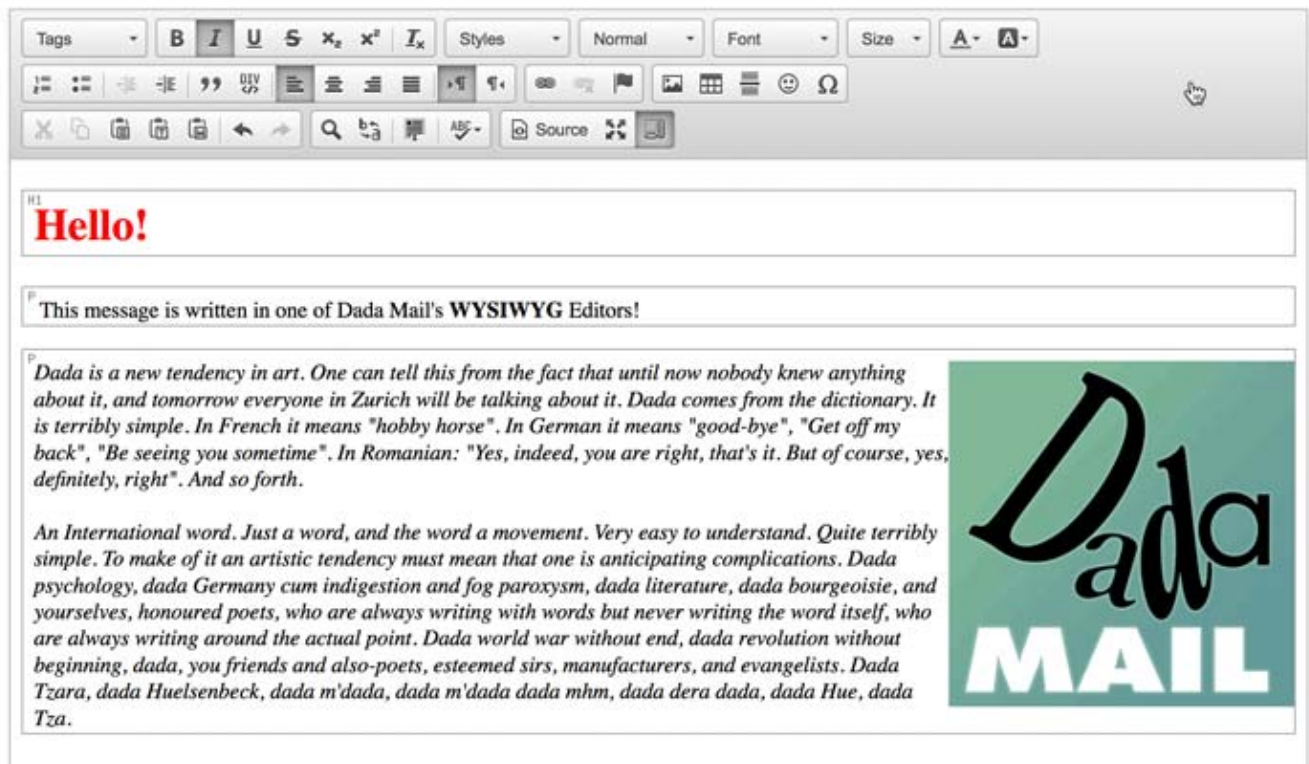 Tags B I U S x₂ x² Iₓ Styles Normal Font Size A A
DIV
ABC Source
H1
Hello!
P
This message is written in one of Dada Mail's WYSIWYG Editors!
P
Dada is a new tendency in art. One can tell this from the fact that until now nobody knew anything
about it, and tomorrow everyone in Zurich will be talking about it. Dada comes from the dictionary. It
is terribly simple. In French it means "hobby horse". In German it means "good-bye", "Get off my
back", "Be seeing you sometime". In Romanian: "Yes, indeed, you are right, that's it. But of course, yes,
definitely, right". And so forth.
An International word. Just a word, and the word a movement. Very easy to understand. Quite terribly
simple. To make of it an artistic tendency must mean that one is anticipating complications. Dada
psychology, dada Germany cum indigestion and fog paroxysm, dada literature, dada bourgeoisie, and
yourselves, honoured poets, who are always writing with words but never writing the word itself, who
are always writing around the actual point. Dada world war without end, dada revolution without
beginning, dada, you friends and also-poets, esteemed sirs, manufacturers, and evangelists. Dada
Tzara, dada Huelsenbeck, dada m'dada, dada m'dada dada mhm, dada dera dada, dada Hue, dada
Tza.
Dada
MAIL